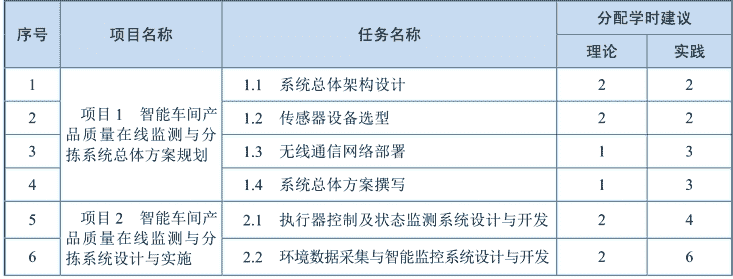 序号 项目名称 任务名称 分配学时建议
理论 实践
1 1.1 系统总体架构设计 2 2
项目1 智能车间产
2 1.2 传感器设备选型 2 2
品质量在线监测与分
3 1.3 无线通信网络部署 1 3
拣系统总体方案规划
4 1.4 系统总体方案撰写 1 3
5 项目2 智能车间产 2.1 执行器控制及状态监测系统设计与开发 2 4
品质量在线监测与分
6 拣系统设计与实施 2.2 环境数据采集与智能监控系统设计与开发 2 6